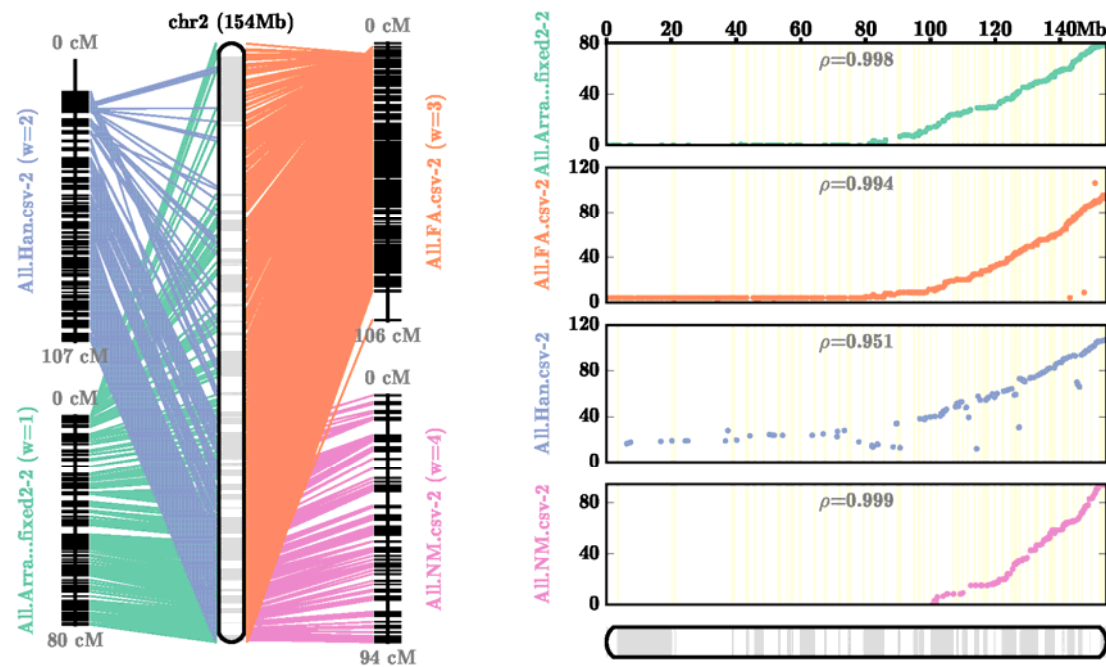 chr2 (154Mb)
0 cM
0 cM
All.Han.csv-2 (w=2)
All.FA.csv-2 (w=3)
107 cM
106 cM
0 cM
0 cM
All.Arra...fixed2-2 (w=1)
All.NM.csv-2 (w=4)
80 cM
94 cM
0 20 40 60 80 100 120 140 Mb
All.Arra...fixed2-2
80
40
0
ρ=0.998
All.FA.csv-2
120
80
40
0
ρ=0.994
All.Han.csv-2
120
80
40
0
ρ=0.951
All.NM.csv-2
80
40
0
ρ=0.999